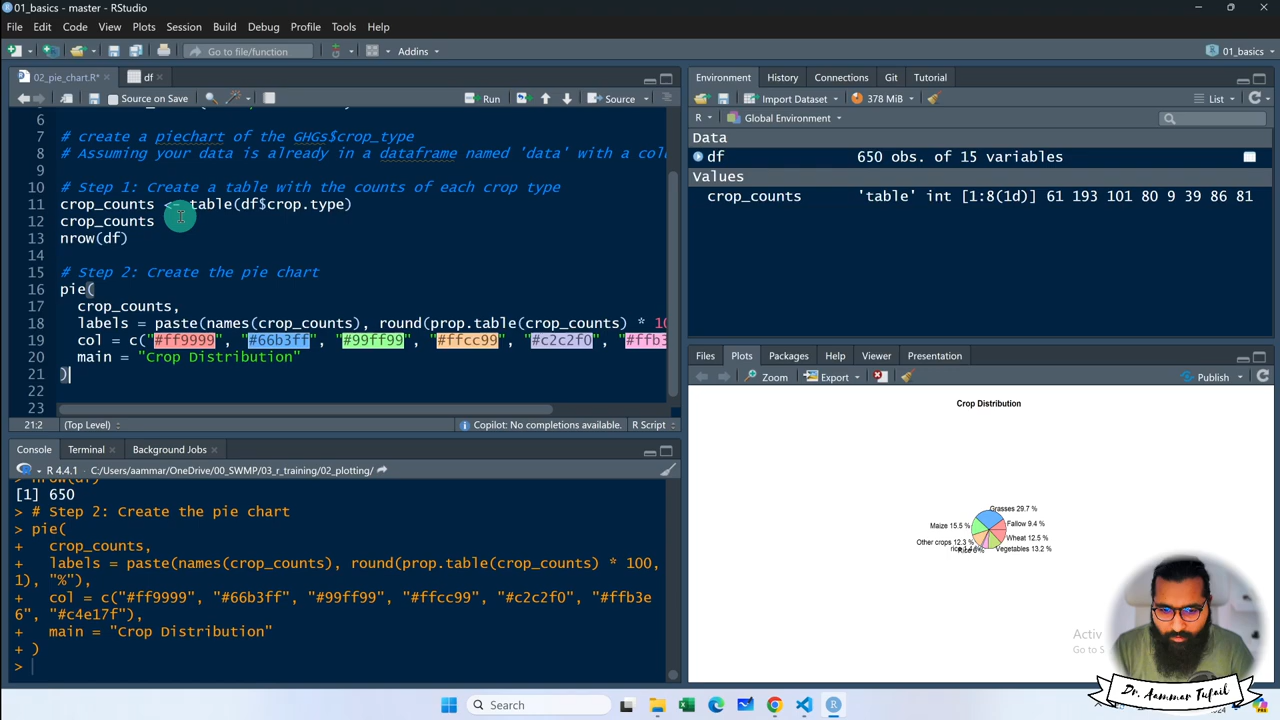 01_basics - master - RStudio
File Edit Code View Plots Session Build Debug Profile Tools Help
Go to file/function Addins 01_basics
02_pie_chart.R* df
Source on Save Run Source
6
7 # create a piechart of the GHGs$crop_type
8 # Assuming your data is already in a dataframe named 'data' with a colu
9
10 # Step 1: Create a table with the counts of each crop type
11 crop_counts <- table(df$crop.type)
12 crop_counts
13 nrow(df)
14
15 # Step 2: Create the pie chart
16 pie(
17 crop_counts,
18 labels = paste(names(crop_counts), round(prop.table(crop_counts) * 10
19 col = c("#ff9999", "#66b3ff", "#99ff99", "#ffcc99", "#c2c2f0", "#ffb3
20 main = "Crop Distribution"
21 )
22
23
21:2 (Top Level) Copilot: No completions available. R Script
Console Terminal Background Jobs
R 4.4.1 · C:/Users/aammar/OneDrive/00_SWMP/03_r_training/02_plotting/
> nrow(df)
[1] 650
> # Step 2: Create the pie chart
> pie(
+ crop_counts,
+ labels = paste(names(crop_counts), round(prop.table(crop_counts) * 100,
1), "%"),
+ col = c("#ff9999", "#66b3ff", "#99ff99", "#ffcc99", "#c2c2f0", "#ffb3e
6", "#c4e17f"),
+ main = "Crop Distribution"
+ )
>
Environment History Connections Git Tutorial
Import Dataset 378 MiB List
R Global Environment
Data
df 650 obs. of 15 variables
Values
crop_counts 'table' int [1:8(1d)] 61 193 101 80 9 39 86 81
Files Plots Packages Help Viewer Presentation
Zoom Export Publish
Crop Distribution
Grasses 29.7 %
Maize 15.5 %
Fallow 9.4 %
Wheat 12.5 %
Other crops 12.3 %
Vegetables 13.2 %
Activ
Go to S
Dr. Aammar Tufail
Search